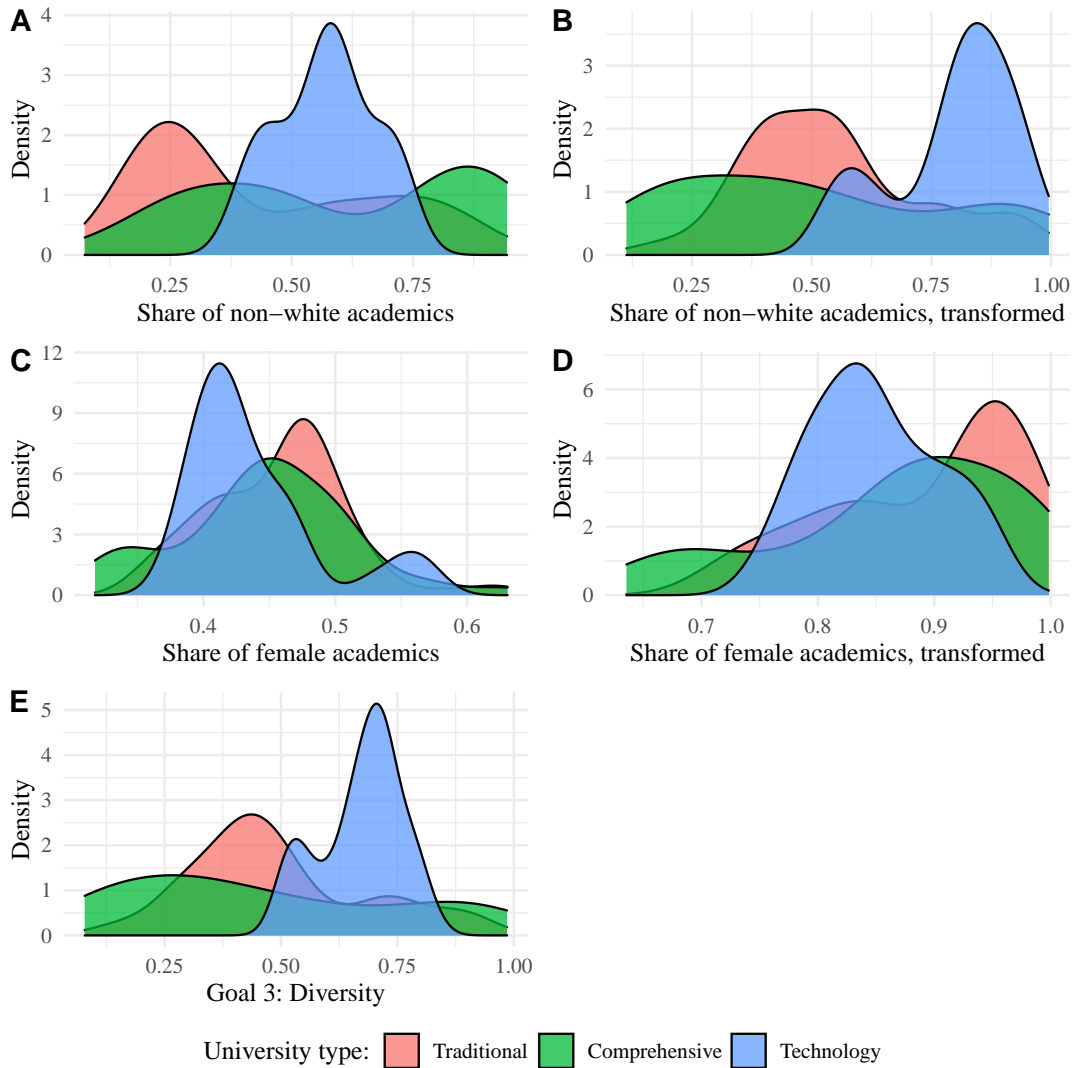 A
B
4
3
2
1
0
Density
0.25 0.50 0.75
Share of non−white academics
3
2
1
0
Density
0.25 0.50 0.75 1.00
Share of non−white academics, transformed
C
D
12
9
6
3
0
Density
0.4 0.5 0.6
Share of female academics
6
4
2
0
Density
0.7 0.8 0.9 1.0
Share of female academics, transformed
E
5
4
3
2
1
0
Density
0.25 0.50 0.75 1.00
Goal 3: Diversity
University type: Traditional Comprehensive Technology